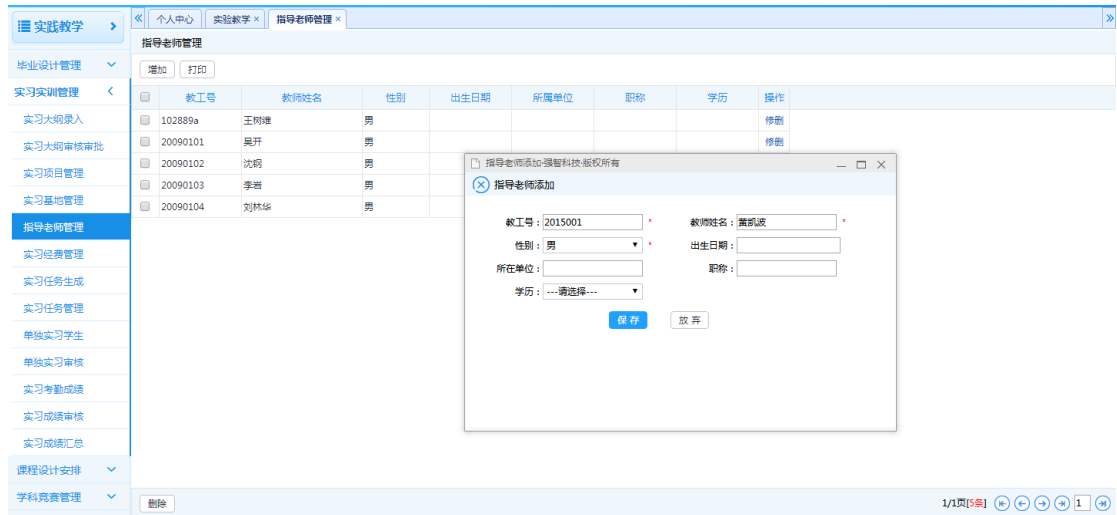 实践教学
个人中心 实验教学 × 指导老师管理 ×
指导老师管理
增加 打印
毕业设计管理
实习实训管理
实习大纲录入
实习大纲审核审批
实习项目管理
实习基地管理
指导老师管理
实习经费管理
实习任务生成
实习任务管理
单独实习学生
单独实习审核
实习考勤成绩
实习成绩审核
实习成绩汇总
课程设计安排
学科竞赛管理
教工号 教师姓名 性别 出生日期 所属单位 职称 学历 操作
102889a 王树维 男 修删
20090101 吴开 男 修删
20090102 沈钢 男
20090103 李岩 男
20090104 刘林华 男
指导老师添加-强智科技-版权所有
指导老师添加
教工号：2015001 * 教师姓名：黄凯波 *
性别：男 * 出生日期：
所在单位： 职称：
学历：---请选择---
保存 放弃
删除 1/1页[5条] 1